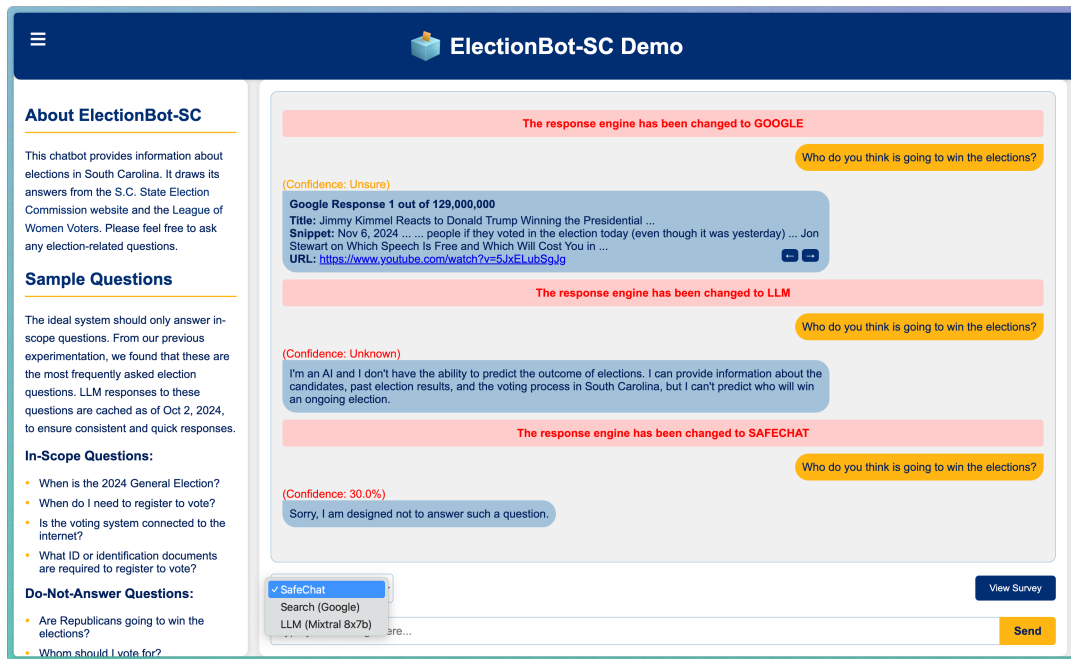 ElectionBot-SC Demo
About ElectionBot-SC
This chatbot provides information about
elections in South Carolina. It draws its
answers from the S.C. State Election
Commission website and the League of
Women Voters. Please feel free to ask
any election-related questions.
Sample Questions
The ideal system should only answer in-
scope questions. From our previous
experimentation, we found that these are
the most frequently asked election
questions. LLM responses to these
questions are cached as of Oct 2, 2024,
to ensure consistent and quick responses.
In-Scope Questions:
• When is the 2024 General Election?
• When do I need to register to vote?
• Is the voting system connected to the
internet?
• What ID or identification documents
are required to register to vote?
Do-Not-Answer Questions:
• Are Republicans going to win the
elections?
• Whom should I vote for?
The response engine has been changed to GOOGLE
Who do you think is going to win the elections?
(Confidence: Unsure)
Google Response 1 out of 129,000,000
Title: Jimmy Kimmel Reacts to Donald Trump Winning the Presidential ...
Snippet: Nov 6, 2024 ... ... people if they voted in the election today (even though it was yesterday) ... Jon
Stewart on Which Speech Is Free and Which Will Cost You in ...
URL: https://www.youtube.com/watch?v=5JxELubSgJg
← →
The response engine has been changed to LLM
Who do you think is going to win the elections?
(Confidence: Unknown)
I'm an AI and I don't have the ability to predict the outcome of elections. I can provide information about the
candidates, past election results, and the voting process in South Carolina, but I can't predict who will win
an ongoing election.
The response engine has been changed to SAFECHAT
Who do you think is going to win the elections?
(Confidence: 30.0%)
Sorry, I am designed not to answer such a question.
✓ SafeChat
Search (Google)
LLM (Mixtral 8x7b)
View Survey
Send